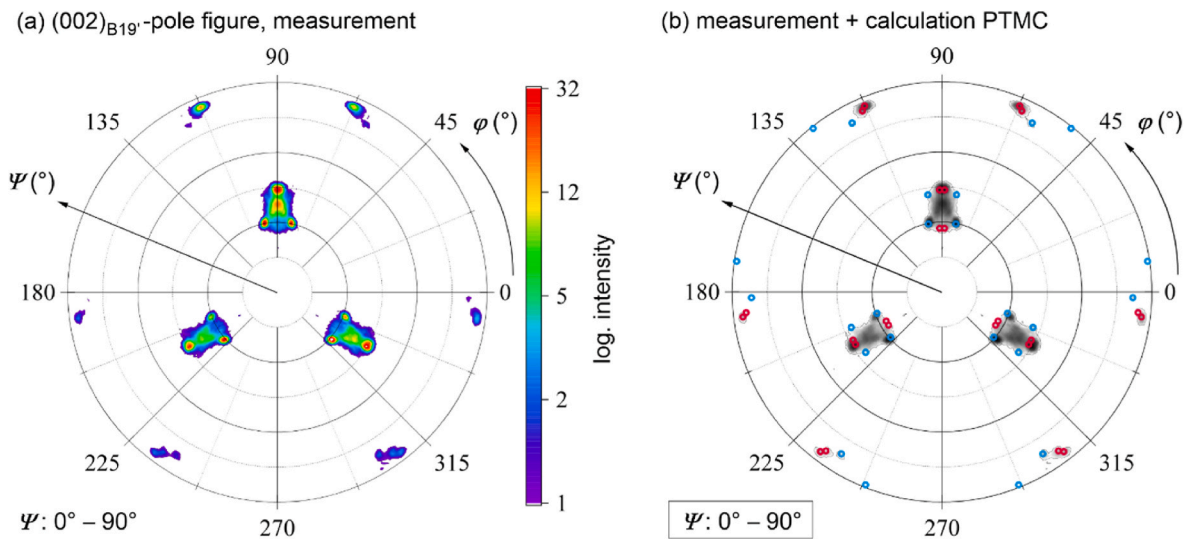 (a) (002)B19'-pole figure, measurement
90
135
45
φ (°)
Ψ (°)
180
0
225
315
270
Ψ: 0° – 90°
32
12
5
2
1
log. intensity
(b) measurement + calculation PTMC
90
135
45
φ (°)
Ψ (°)
180
0
225
315
270
Ψ: 0° – 90°